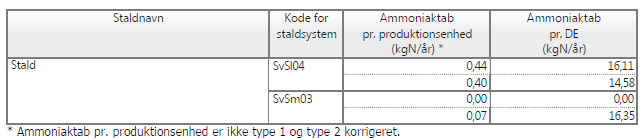 Staldnavn Kode for staldsystem Ammoniaktab pr. produktionsenhed (kgN/år) * Ammoniaktab pr. DE (kgN/år)
Stald SvSl04 0,44 16,11
0,40 14,58
SvSm03 0,00 0,00
0,07 16,35
* Ammoniaktab pr. produktionsenhed er ikke type 1 og type 2 korrigeret.